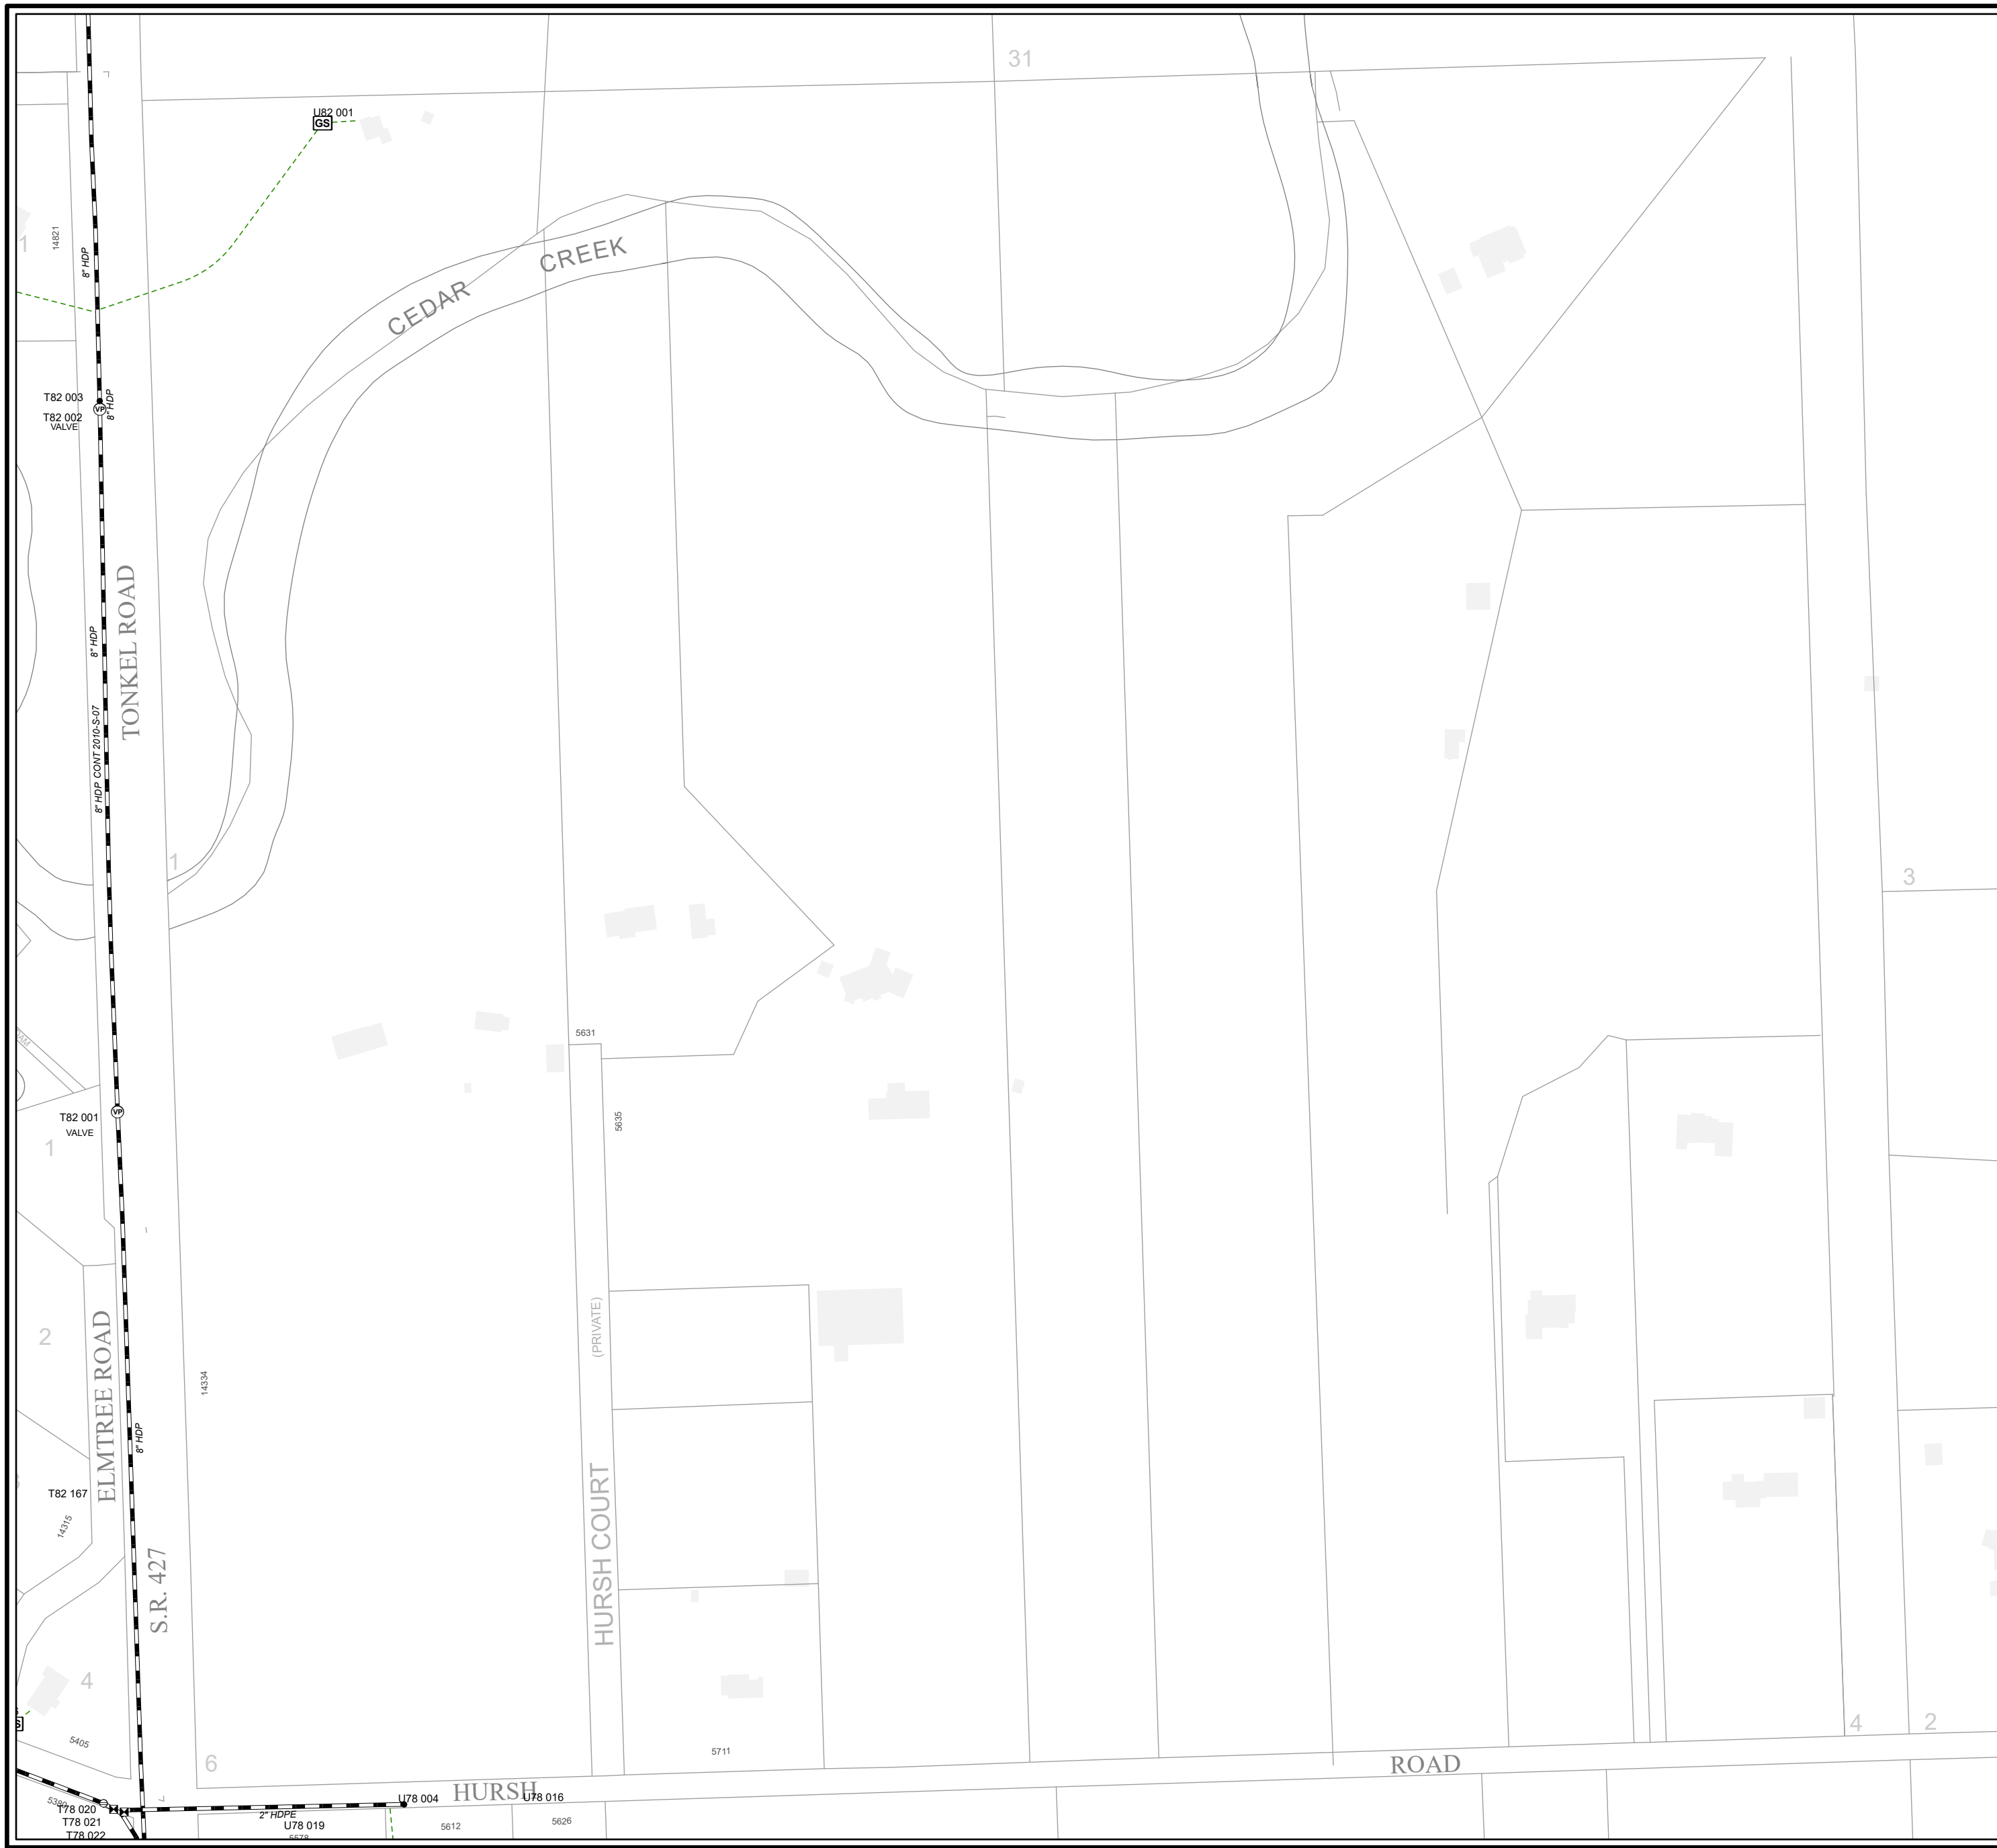 31
U82 001
GS
1
14821
8" HDP
CEDAR CREEK
T82 003
VP
8" HDP
T82 002
VALVE
TONKEL ROAD
8" HDP
8" HDP CONT 2010-S-07
1
3
5631
T82 001
VP
VALVE
5635
1
(PRIVATE)
2
ELMTREE ROAD
14334
8" HDP
HURSH COURT
T82 167
14315
S.R. 427
4
5405
6
5711
4
2
HURSH ROAD
5380
T78 020
T78 021
T78 022
2" HDPE
U78 004
U78 016
U78 019
5578
5612
5626